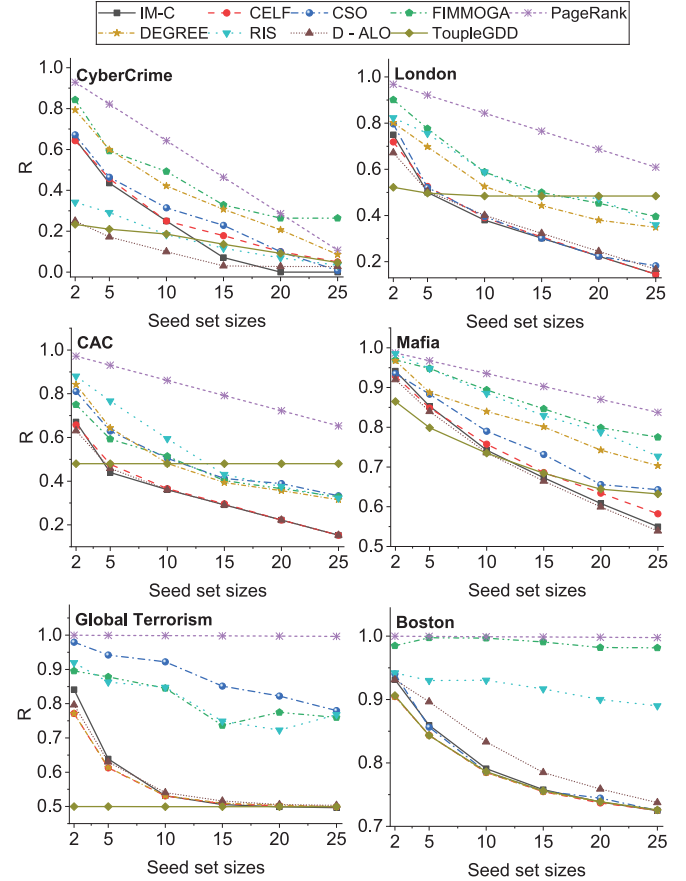 IM-C CELF CSO FIMMOGA PageRank
DEGREE RIS D - ALO ToupleGDD
CyberCrime
1.0
0.8
0.6
0.4
0.2
0.0
R
2 5 10 15 20 25
Seed set sizes
London
1.0
0.8
0.6
0.4
0.2
R
2 5 10 15 20 25
Seed set sizes
CAC
1.0
0.8
0.6
0.4
0.2
R
2 5 10 15 20 25
Seed set sizes
Mafia
1.0
0.9
0.8
0.7
0.6
0.5
R
2 5 10 15 20 25
Seed set sizes
Global Terrorism
1.0
0.9
0.8
0.7
0.6
0.5
R
2 5 10 15 20 25
Seed set sizes
Boston
1.0
0.9
0.8
0.7
R
2 5 10 15 20 25
Seed set sizes